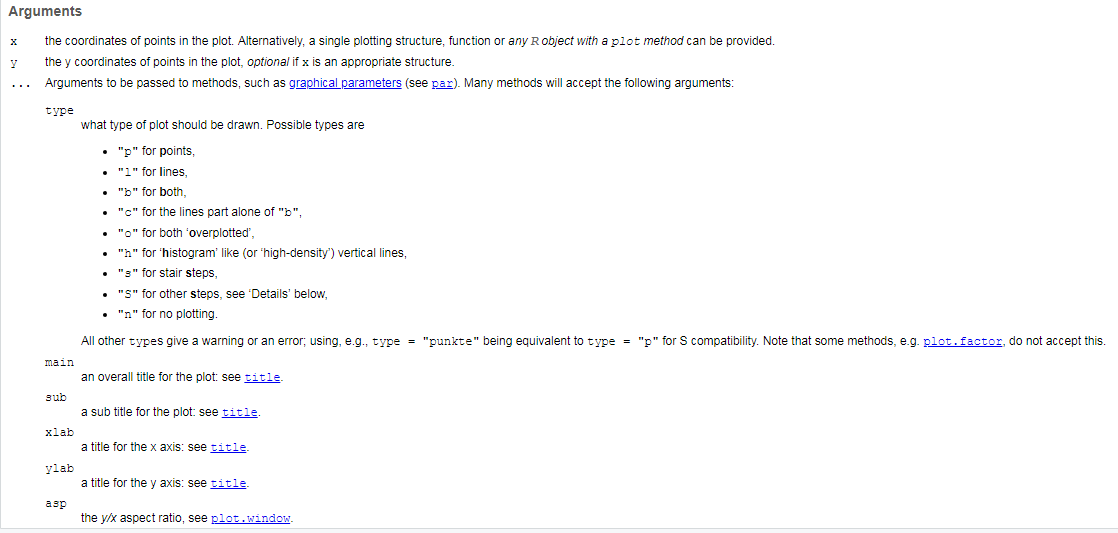 Arguments
x the coordinates of points in the plot. Alternatively, a single plotting structure, function or any R object with a plot method can be provided.
y the y coordinates of points in the plot, optional if x is an appropriate structure.
... Arguments to be passed to methods, such as graphical parameters (see par). Many methods will accept the following arguments:
type
what type of plot should be drawn. Possible types are
• "p" for points,
• "l" for lines,
• "b" for both,
• "c" for the lines part alone of "b",
• "o" for both ‘overplotted’,
• "h" for ‘histogram’ like (or ‘high-density’) vertical lines,
• "s" for stair steps,
• "S" for other steps, see ‘Details’ below,
• "n" for no plotting.
All other types give a warning or an error; using, e.g., type = "punkte" being equivalent to type = "p" for S compatibility. Note that some methods, e.g. plot.factor, do not accept this.
main
an overall title for the plot: see title.
sub
a sub title for the plot: see title.
xlab
a title for the x axis: see title.
ylab
a title for the y axis: see title.
asp
the y/x aspect ratio, see plot.window.